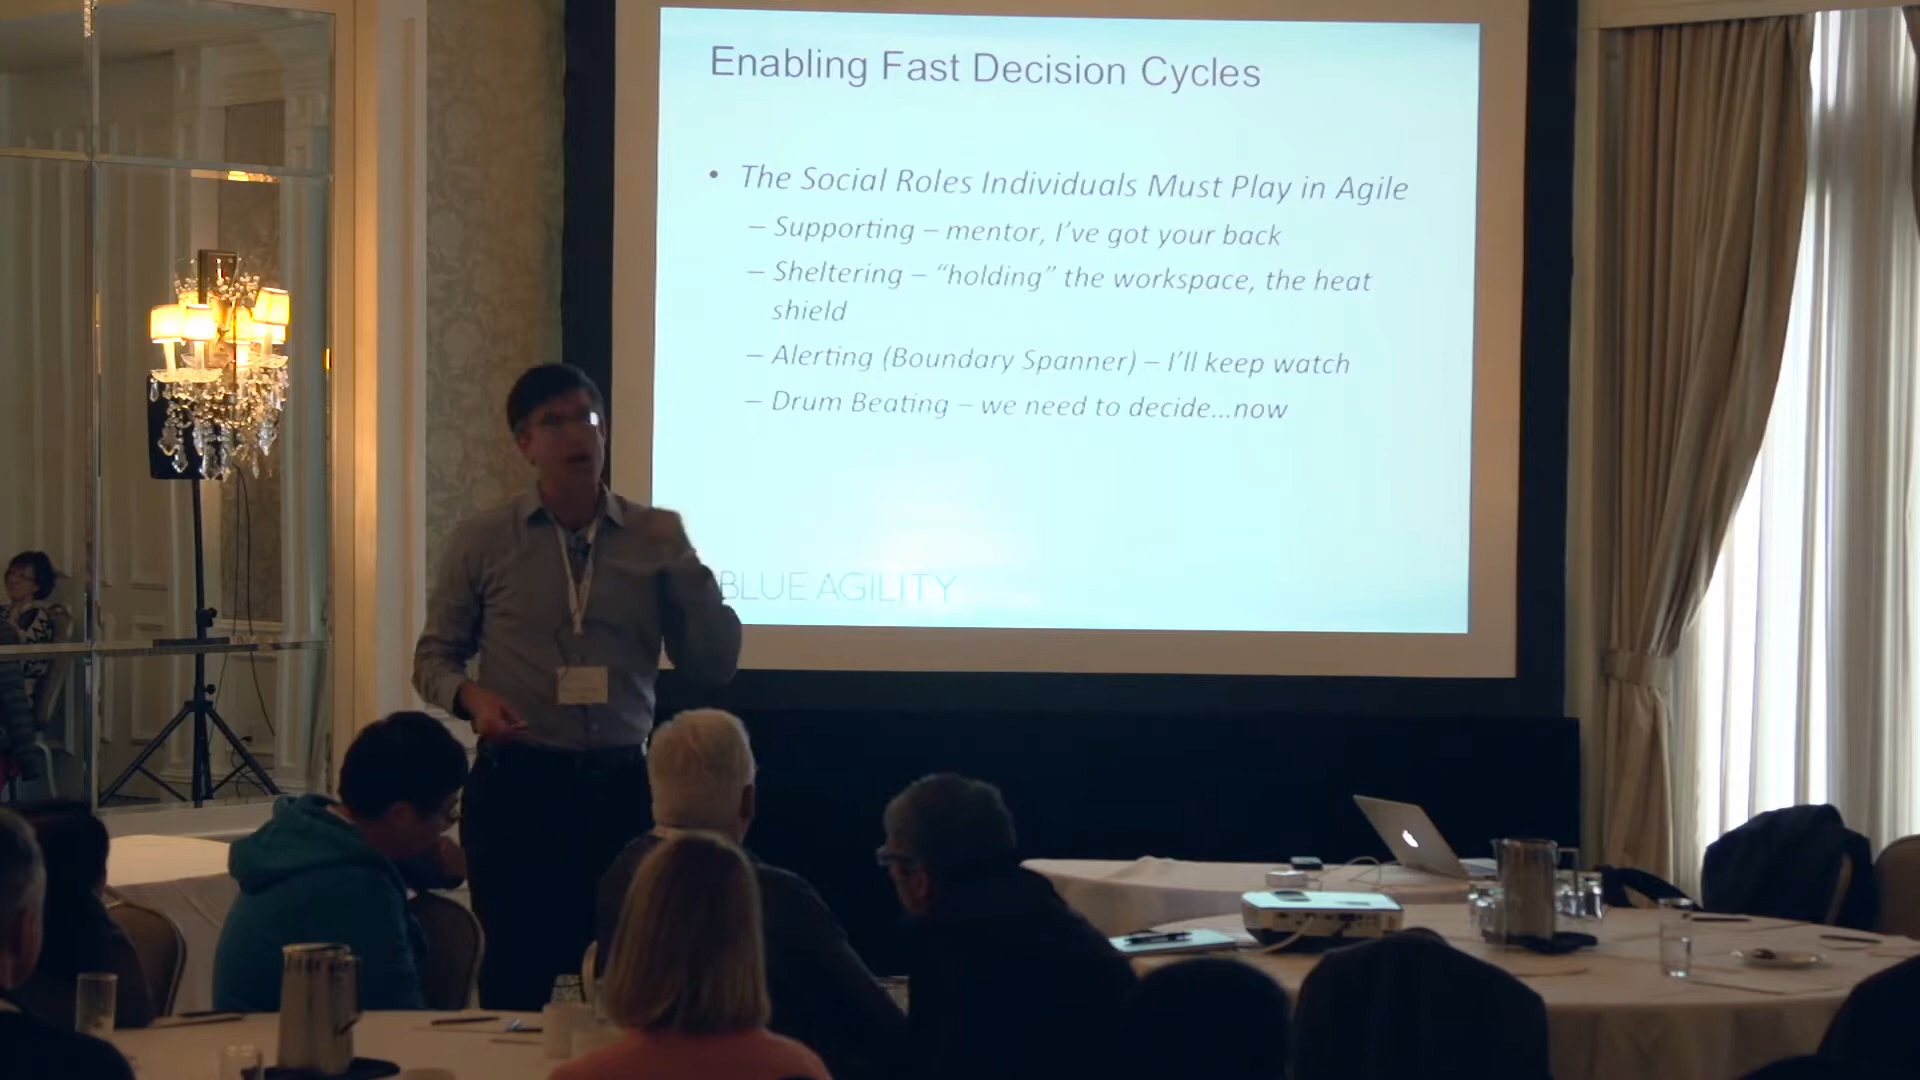 Enabling Fast Decision Cycles
• The Social Roles Individuals Must Play in Agile
– Supporting – mentor, I've got your back
– Sheltering – “holding” the workspace, the heat
shield
– Alerting (Boundary Spanner) – I'll keep watch
– Drum Beating – we need to decide...now
BLUE AGILITY